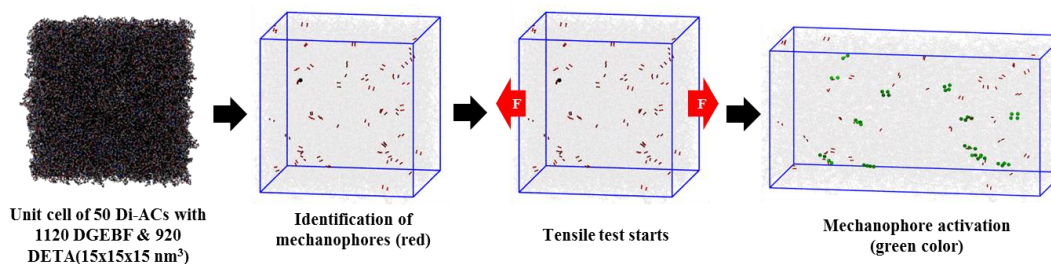 F
F
Unit cell of 50 Di-ACs with
1120 DGEBF & 920
DETA(15x15x15 nm³)
Identification of
mechanophores (red)
Tensile test starts
Mechanophore activation
(green color)